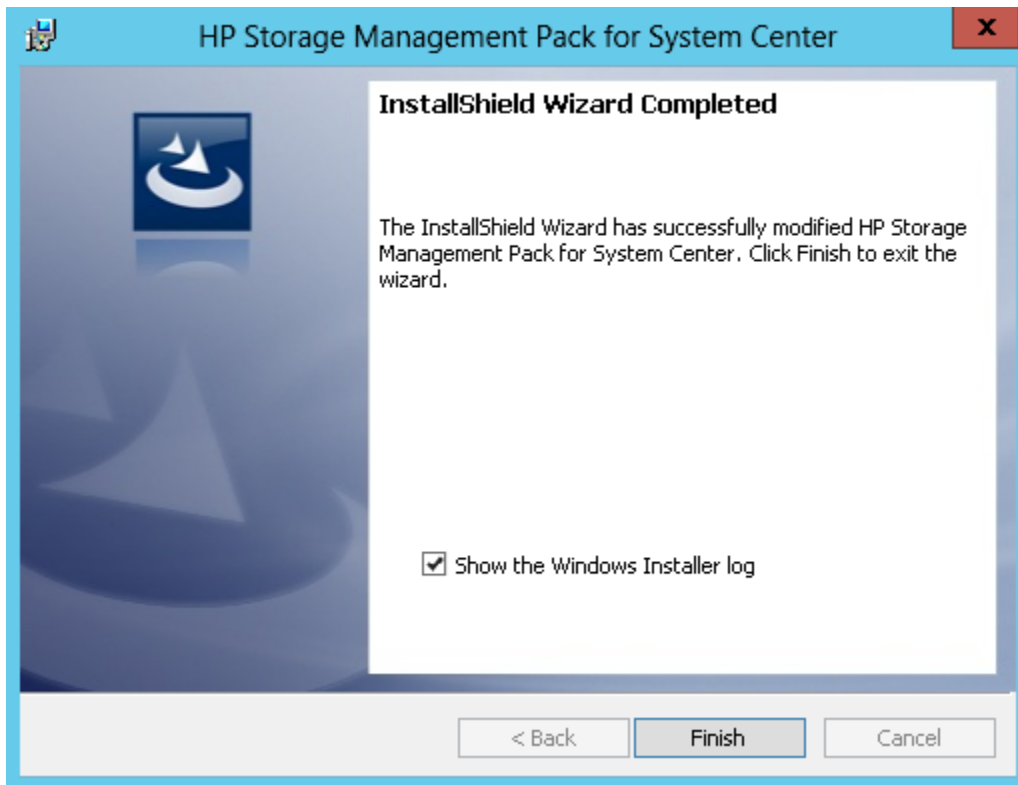 HP Storage Management Pack for System Center
x
InstallShield Wizard Completed
The InstallShield Wizard has successfully modified HP Storage
Management Pack for System Center. Click Finish to exit the
wizard.
Show the Windows Installer log
< Back
Finish
Cancel